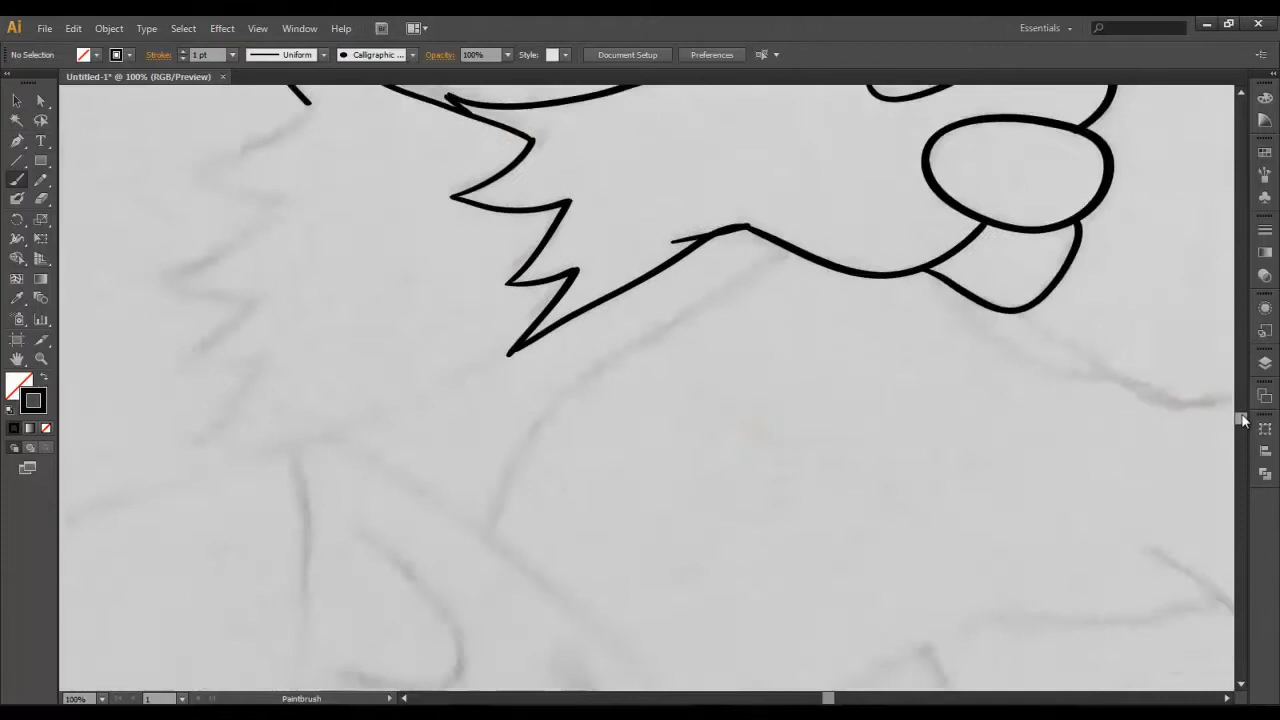 Ai File Edit Object Type Select Effect View Window Help Br Essentials
No Selection Stroke: 1 pt Uniform Calligraphic ... Opacity: 100% Style: Document Setup Preferences
Untitled-1* @ 100% (RGB/Preview) ×
T
100% 1 Paintbrush